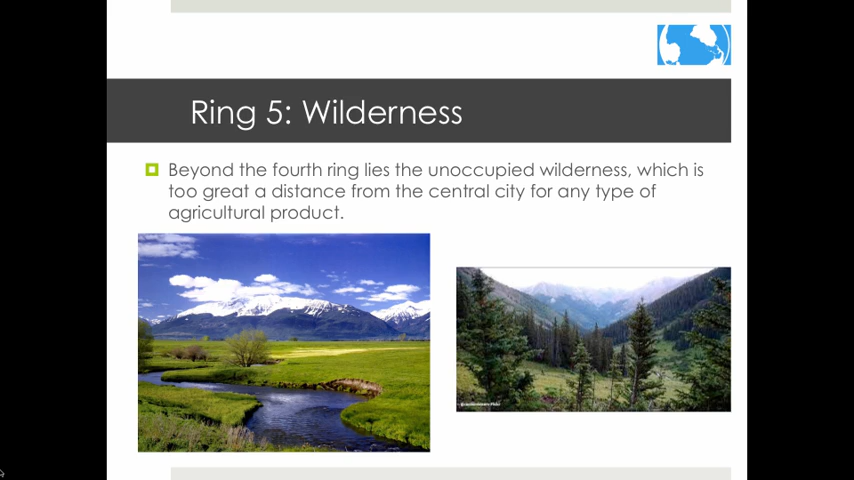 Ring 5: Wilderness
Beyond the fourth ring lies the unoccupied wilderness, which is
too great a distance from the central city for any type of
agricultural product.